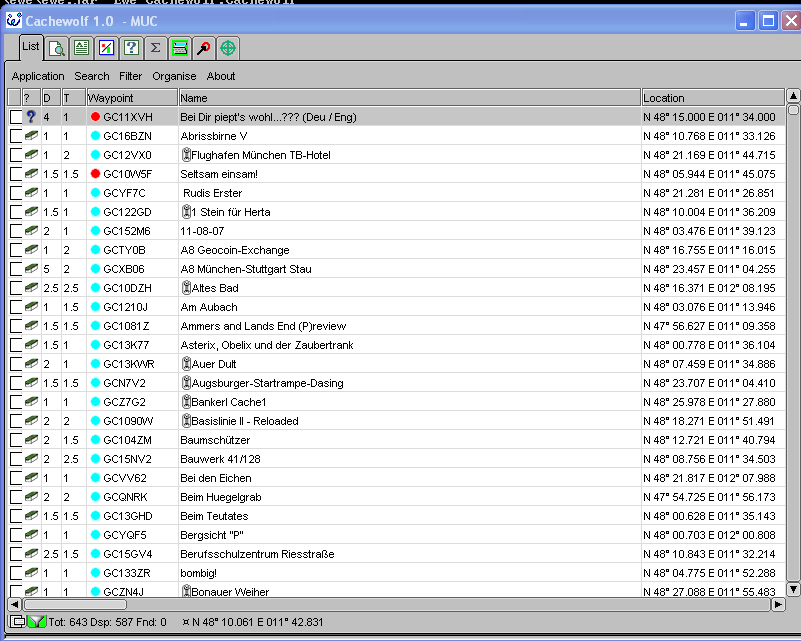 Cachewolf 1.0 - MUC
List
Application Search Filter Organise About
? D T Waypoint Name Location
4 1 GC11XVH Bei Dir piept's wohl...??? (Deu / Eng) N 48° 15.000 E 011° 34.000
1 1 GC16BZN Abrissbirne V N 48° 10.768 E 011° 33.126
1 2 GC12VX0 Flughafen München TB-Hotel N 48° 21.169 E 011° 44.715
1.5 1.5 GC10W5F Seltsam einsam! N 48° 05.944 E 011° 45.075
1 1 GCYF7C Rudis Erster N 48° 21.281 E 011° 26.851
1.5 1 GC122GD 1 Stein für Herta N 48° 10.004 E 011° 36.209
2 1 GC152M6 11-08-07 N 48° 03.476 E 011° 39.123
1 2 GCTY0B A8 Geocoin-Exchange N 48° 16.755 E 011° 16.015
5 2 GCXB06 A8 München-Stuttgart Stau N 48° 23.457 E 011° 04.255
2.5 2.5 GC10DZH Altes Bad N 48° 16.371 E 012° 08.195
1 1.5 GC1210J Am Aubach N 48° 03.076 E 011° 13.946
1.5 1.5 GC1081Z Ammers and Lands End (P)review N 47° 56.627 E 011° 09.358
1.5 1.5 GC13K77 Asterix, Obelix und der Zaubertrank N 48° 00.778 E 011° 36.104
2 1 GC13KWR Auer Dult N 48° 07.459 E 011° 34.886
1.5 1.5 GCN7V2 Augsburger-Startrampe-Dasing N 48° 23.707 E 011° 04.410
1 1 GCZ7G2 Bankerl Cache1 N 48° 25.978 E 011° 27.880
2 2 GC1090W Basislinie II - Reloaded N 48° 18.271 E 011° 51.491
2 1.5 GC104ZM Baumschützer N 48° 12.721 E 011° 40.794
2 2.5 GC15NV2 Bauwerk 41/128 N 48° 08.756 E 011° 34.503
1 1 GCVV62 Bei den Eichen N 48° 21.817 E 012° 07.988
2 2 GCQNRK Beim Huegelgrab N 47° 54.725 E 011° 56.173
1.5 1.5 GC13GHD Beim Teutates N 48° 00.628 E 011° 35.143
1 1 GCYQF5 Bergsicht "P" N 48° 00.703 E 012° 00.808
2.5 1.5 GC15GV4 Berufsschulzentrum Riesstraße N 48° 10.843 E 011° 32.214
1 1 GC133ZR bombig! N 48° 04.775 E 011° 52.288
1 1 GCZN4J Bonauer Weiher N 48° 27.088 E 011° 55.483
Tot: 643 Dsp: 587 Fnd: 0 ¤ N 48° 10.061 E 011° 42.831